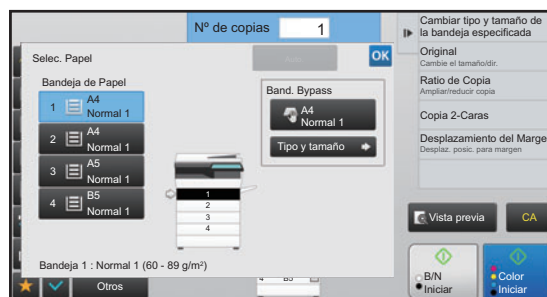 Nº de copias 1
Selec. Papel
OK
Bandeja de Papel
1 A4
Normal 1
2 A4
Normal 1
3 A5
Normal 1
4 B5
Normal 1
Band. Bypass
A4
Normal 1
Tipo y tamaño
1
2
3
4
Bandeja 1 : Normal 1 (60 - 89 g/m²)
Otros
4 B5
Cambiar tipo y tamaño de
la bandeja especificada
Original
Cambie el tamaño/dir.
Ratio de Copia
Ampliar/reducir copia
Copia 2-Caras
Desplazamiento del Marge
Desplaz. posic. para margen
Vista previa
CA
B/N
Iniciar
Color
Iniciar